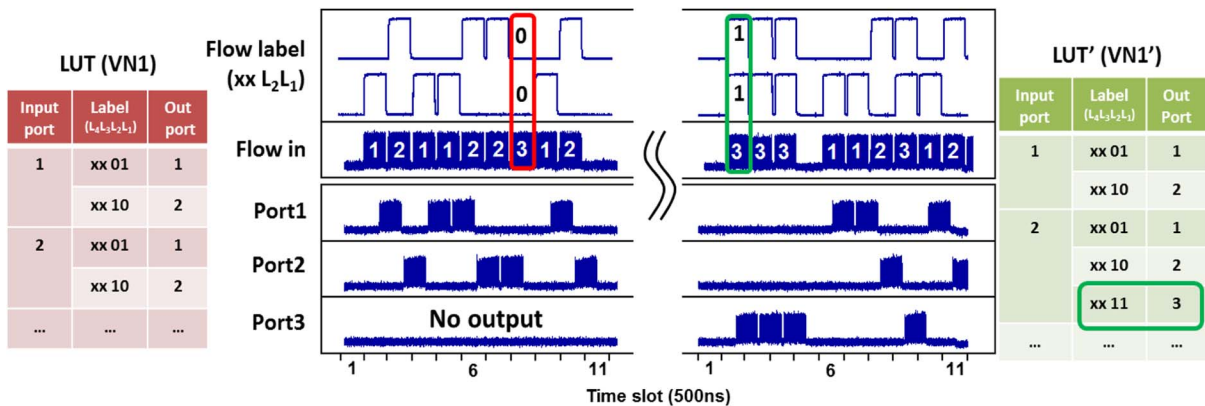 LUT (VN1)
Input port Label (L₄L₃L₂L₁) Out port
1 xx 01 1
xx 10 2
2 xx 01 1
xx 10 2
... ... ...
Flow label (xx L₂L₁)
0 1
0 1
Flow in
1 2 1 1 2 2 3 1 2
3 3 3 1 1 2 3 1 2
Port1
Port2
Port3
No output
1 6 11
1 6 11
Time slot (500ns)
LUT' (VN1')
Input port Label (L₄L₃L₂L₁) Out Port
1 xx 01 1
xx 10 2
2 xx 01 1
xx 10 2
xx 11 3
... ... ...